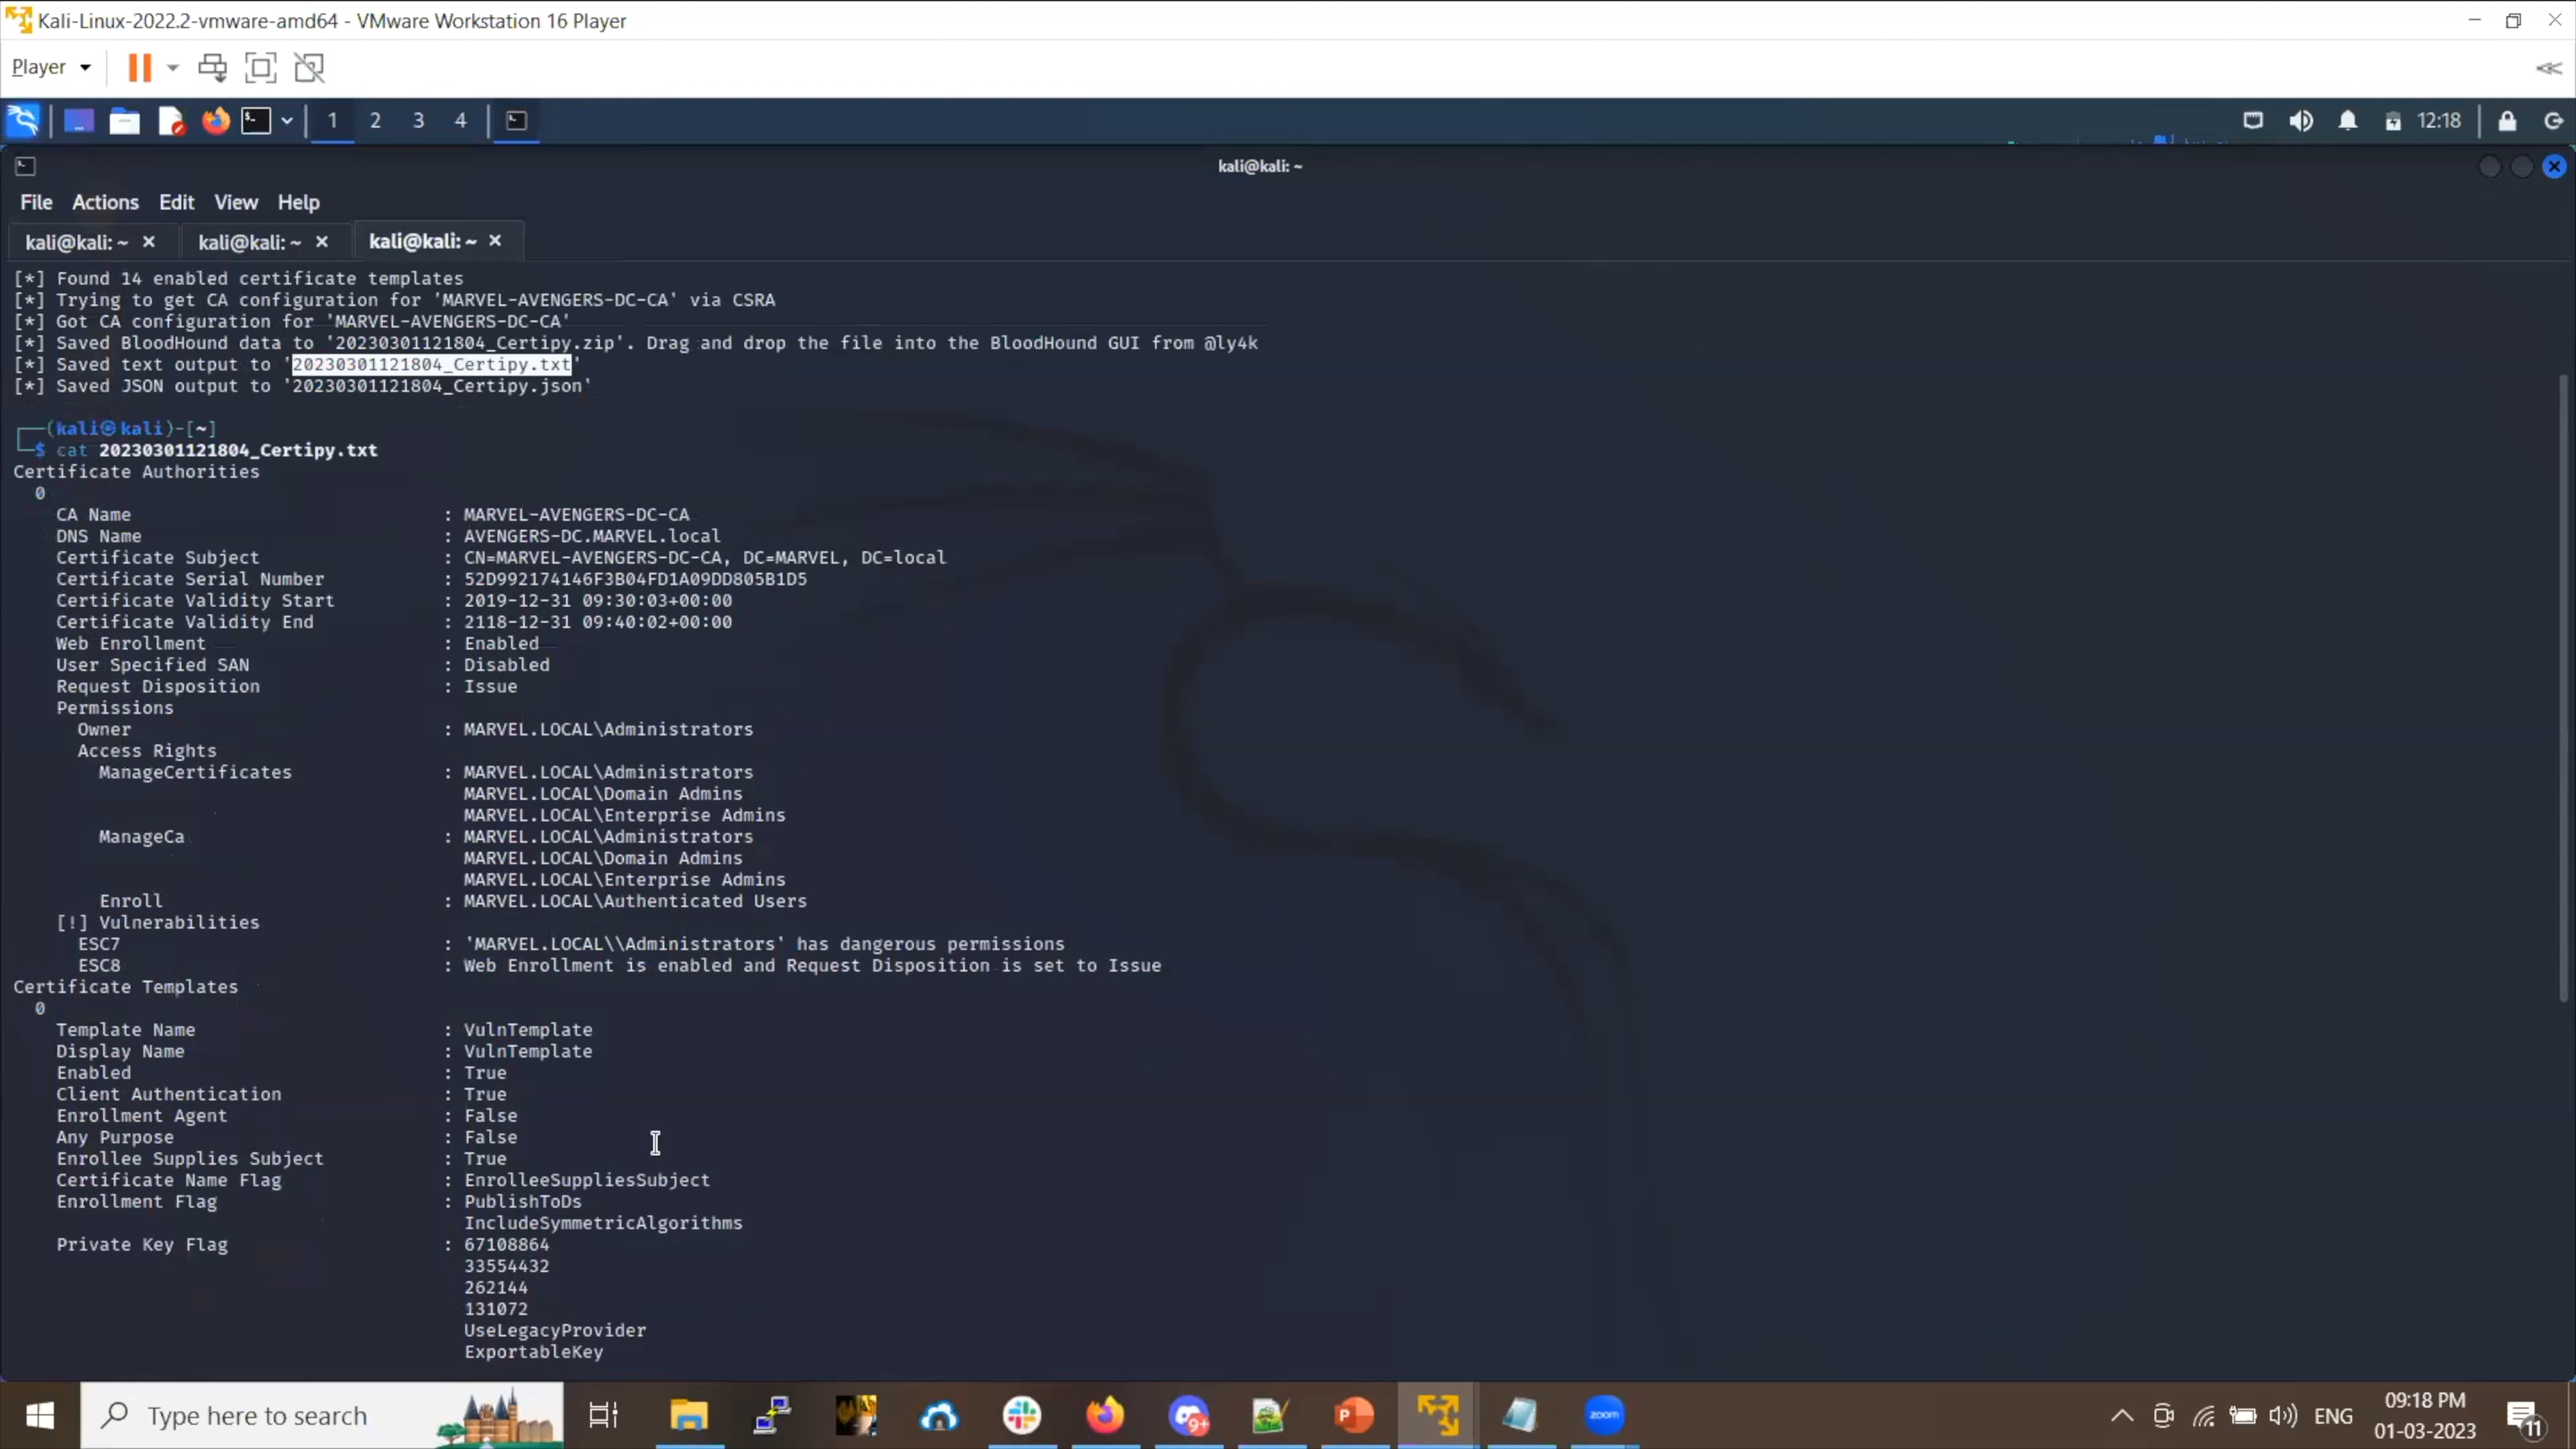 Kali-Linux-2022.2-vmware-amd64 - VMware Workstation 16 Player
Player
1 2 3 4 12:18
kali@kali: ~
File Actions Edit View Help
kali@kali: ~ kali@kali: ~ kali@kali: ~
[*] Found 14 enabled certificate templates
[*] Trying to get CA configuration for 'MARVEL-AVENGERS-DC-CA' via CSRA
[*] Got CA configuration for 'MARVEL-AVENGERS-DC-CA'
[*] Saved BloodHound data to '20230301121804_Certipy.zip'. Drag and drop the file into the BloodHound GUI from @ly4k
[*] Saved text output to '20230301121804_Certipy.txt'
[*] Saved JSON output to '20230301121804_Certipy.json'
(kali㉿kali)-[~]
$ cat 20230301121804_Certipy.txt
Certificate Authorities
0
CA Name : MARVEL-AVENGERS-DC-CA
DNS Name : AVENGERS-DC.MARVEL.local
Certificate Subject : CN=MARVEL-AVENGERS-DC-CA, DC=MARVEL, DC=local
Certificate Serial Number : 52D992174146F3B04FD1A09DD805B1D5
Certificate Validity Start : 2019-12-31 09:30:03+00:00
Certificate Validity End : 2118-12-31 09:40:02+00:00
Web Enrollment : Enabled
User Specified SAN : Disabled
Request Disposition : Issue
Permissions
Owner : MARVEL.LOCAL\Administrators
Access Rights
ManageCertificates : MARVEL.LOCAL\Administrators
MARVEL.LOCAL\Domain Admins
MARVEL.LOCAL\Enterprise Admins
ManageCa : MARVEL.LOCAL\Administrators
MARVEL.LOCAL\Domain Admins
MARVEL.LOCAL\Enterprise Admins
Enroll : MARVEL.LOCAL\Authenticated Users
[!] Vulnerabilities
ESC7 : 'MARVEL.LOCAL\\Administrators' has dangerous permissions
ESC8 : Web Enrollment is enabled and Request Disposition is set to Issue
Certificate Templates
0
Template Name : VulnTemplate
Display Name : VulnTemplate
Enabled : True
Client Authentication : True
Enrollment Agent : False
Any Purpose : False
Enrollee Supplies Subject : True
Certificate Name Flag : EnrolleeSuppliesSubject
Enrollment Flag : PublishToDs
IncludeSymmetricAlgorithms
Private Key Flag : 67108864
33554432
262144
131072
UseLegacyProvider
ExportableKey
Type here to search
9+
zoom
ENG
09:18 PM
01-03-2023
11